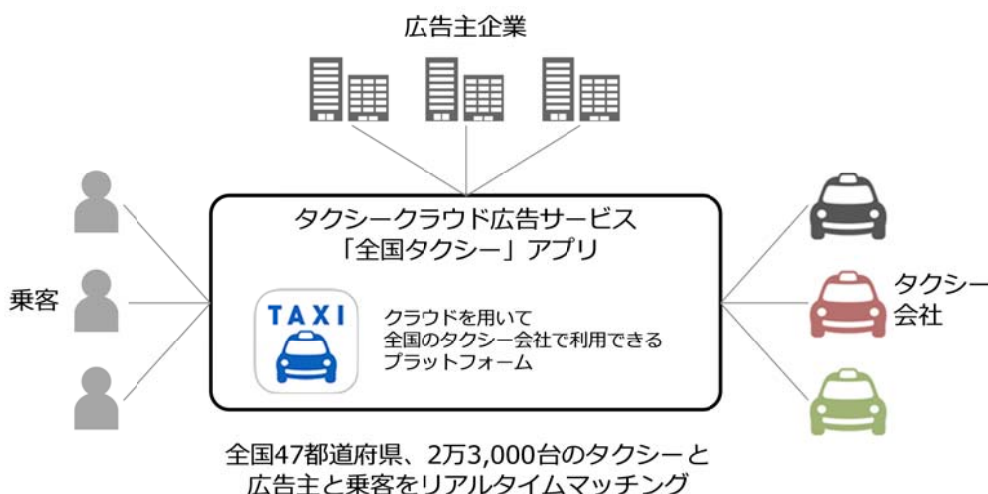 広告主企業
タクシークラウド広告サービス
「全国タクシー」アプリ
乗客
TAXI
クラウドを用いて
全国のタクシー会社で利用できる
プラットフォーム
タクシー
会社
全国47都道府県、2万3,000台のタクシーと
広告主と乗客をリアルタイムマッチング